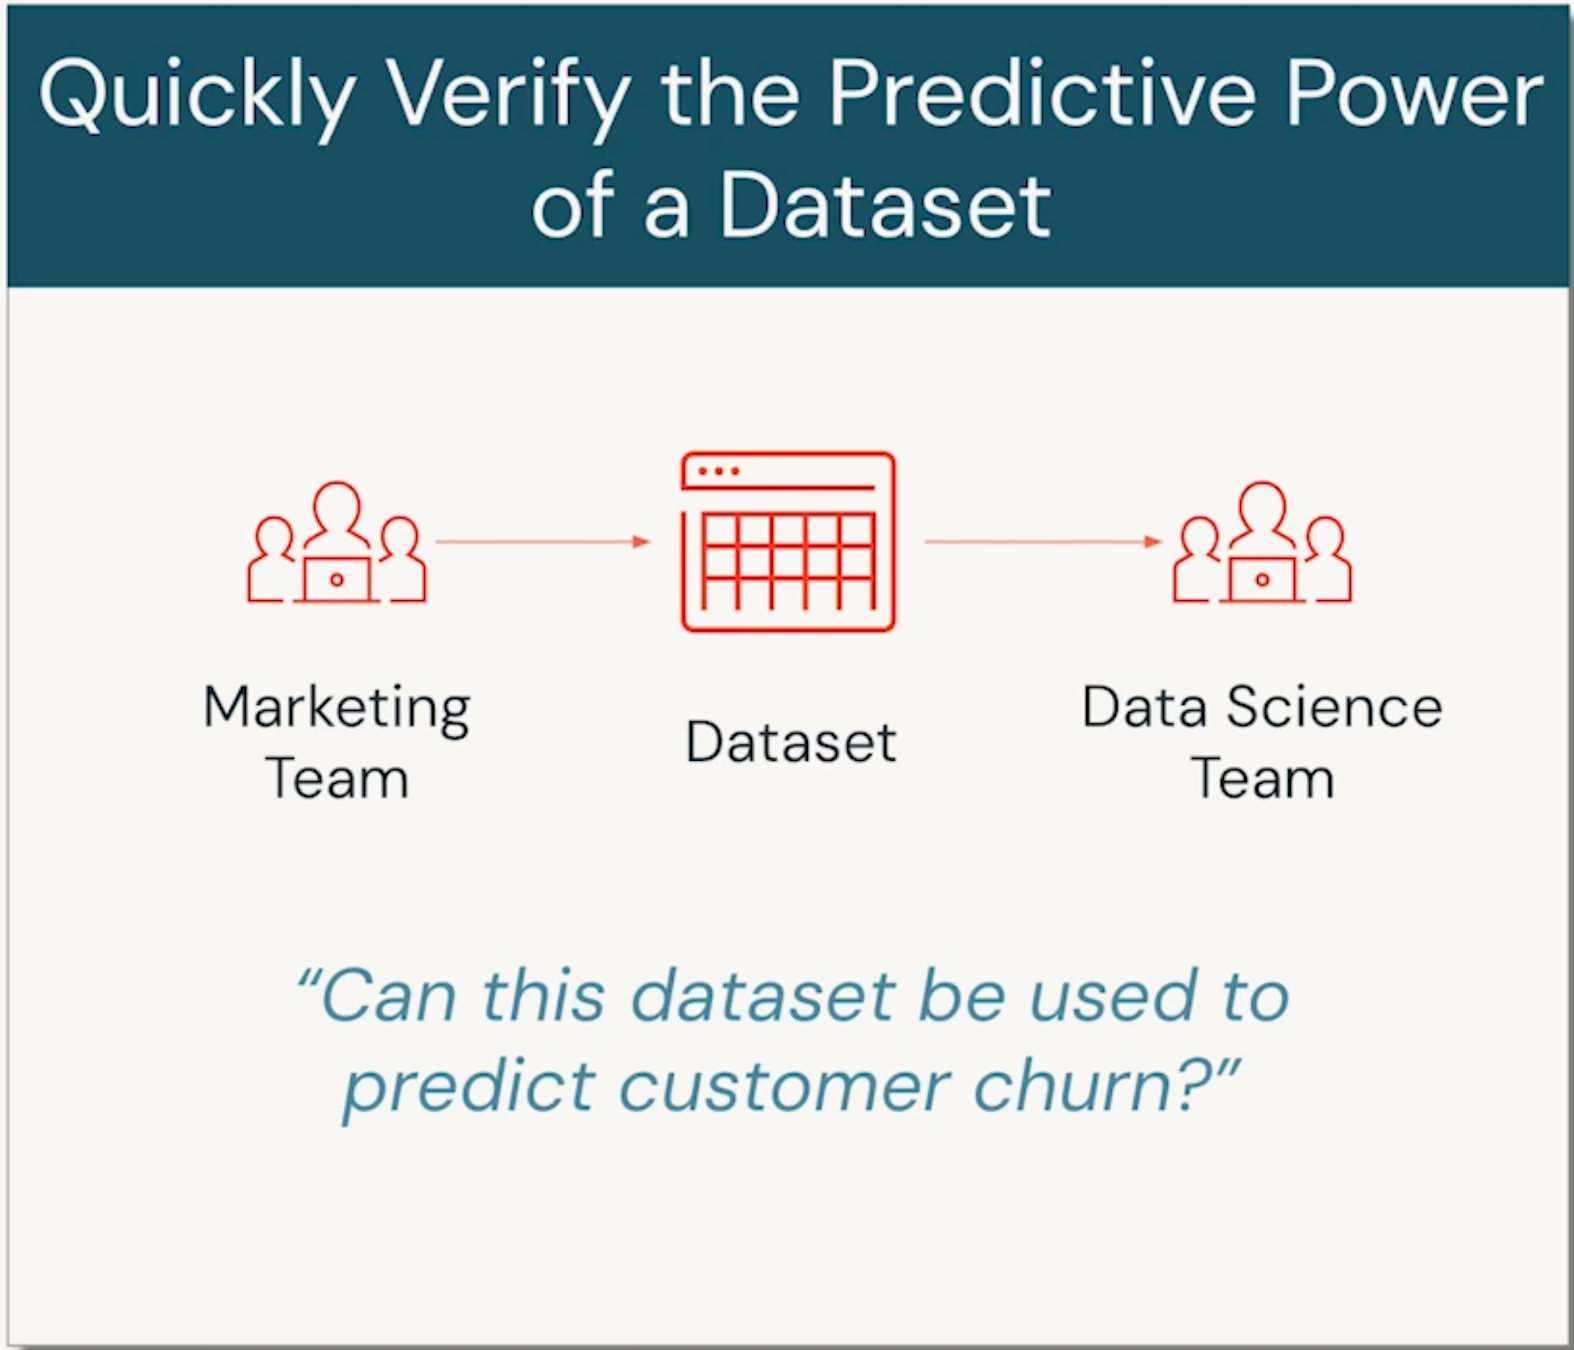 Quickly Verify the Predictive Power
of a Dataset
Marketing
Team
Dataset
Data Science
Team
“Can this dataset be used to
predict customer churn?”